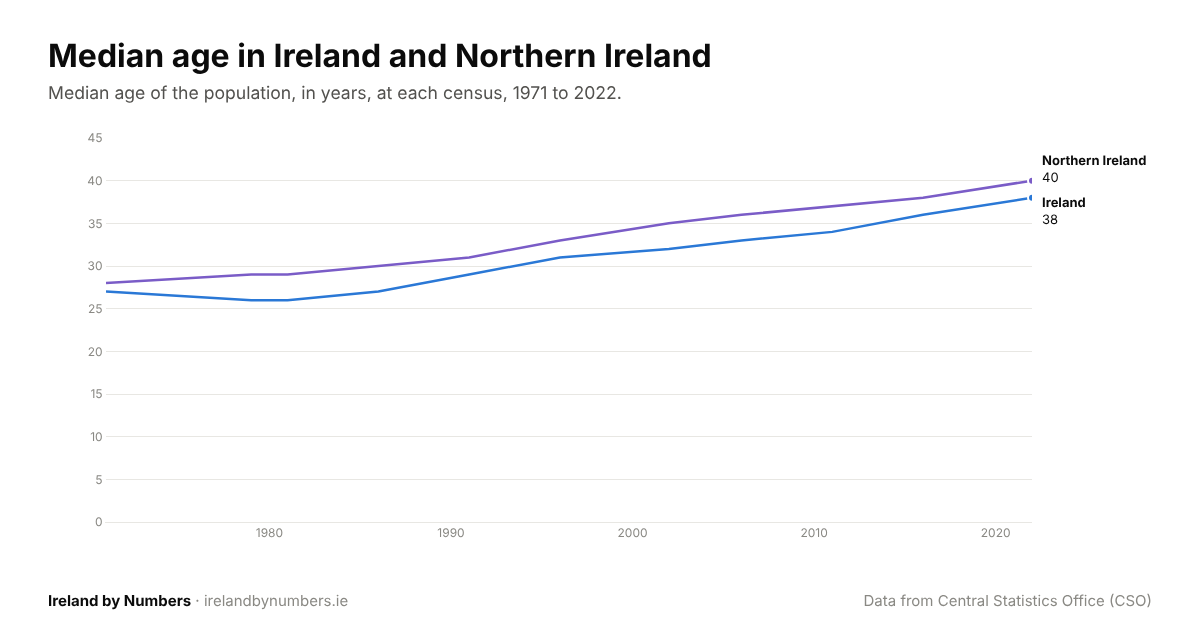 Median age in Ireland and Northern Ireland
Median age of the population, in years, at each census, 1971 to 2022.
45
40
35
30
25
20
15
10
5
0
1980 1990 2000 2010 2020
Northern Ireland
40
Ireland
38
Ireland by Numbers · irelandbynumbers.ie
Data from Central Statistics Office (CSO)